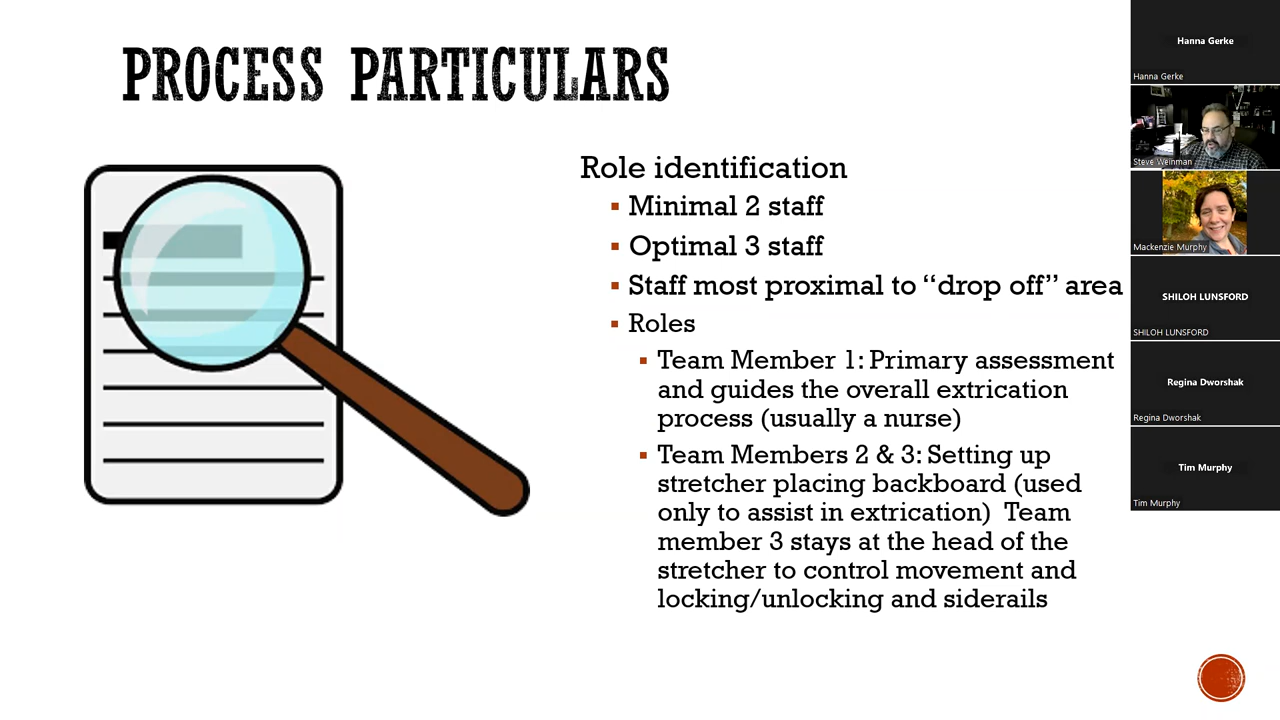 PROCESS PARTICULARS
Role identification
Minimal 2 staff
Optimal 3 staff
Staff most proximal to “drop off” area
Roles
Team Member 1: Primary assessment
and guides the overall extrication
process (usually a nurse)
Team Members 2 & 3: Setting up
stretcher placing backboard (used
only to assist in extrication)  Team
member 3 stays at the head of the
stretcher to control movement and
locking/unlocking and siderails
Hanna Gerke
Hanna Gerke
Steve Weinman
Mackenzie Murphy
SHILOH LUNSFORD
SHILOH LUNSFORD
Regina Dworshak
Regina Dworshak
Tim Murphy
Tim Murphy